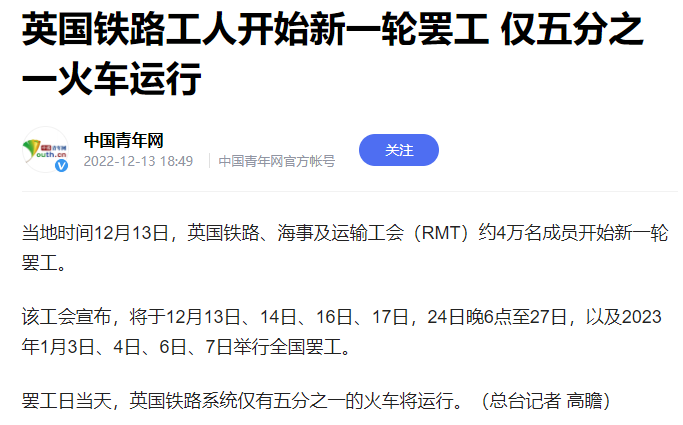 英国铁路工人开始新一轮罢工 仅五分之
一火车运行
中国青年网
2022-12-13 18:49
中国青年网官方帐号
关注
中国青年网
Youth.cn
当地时间12月13日，英国铁路、海事及运输工会（RMT）约4万名成员开始新一轮
罢工。
该工会宣布，将于12月13日、14日、16日、17日，24日晚6点至27日，以及2023
年1月3日、4日、6日、7日举行全国罢工。
罢工日当天，英国铁路系统仅有五分之一的火车将运行。（总台记者 高瞻）